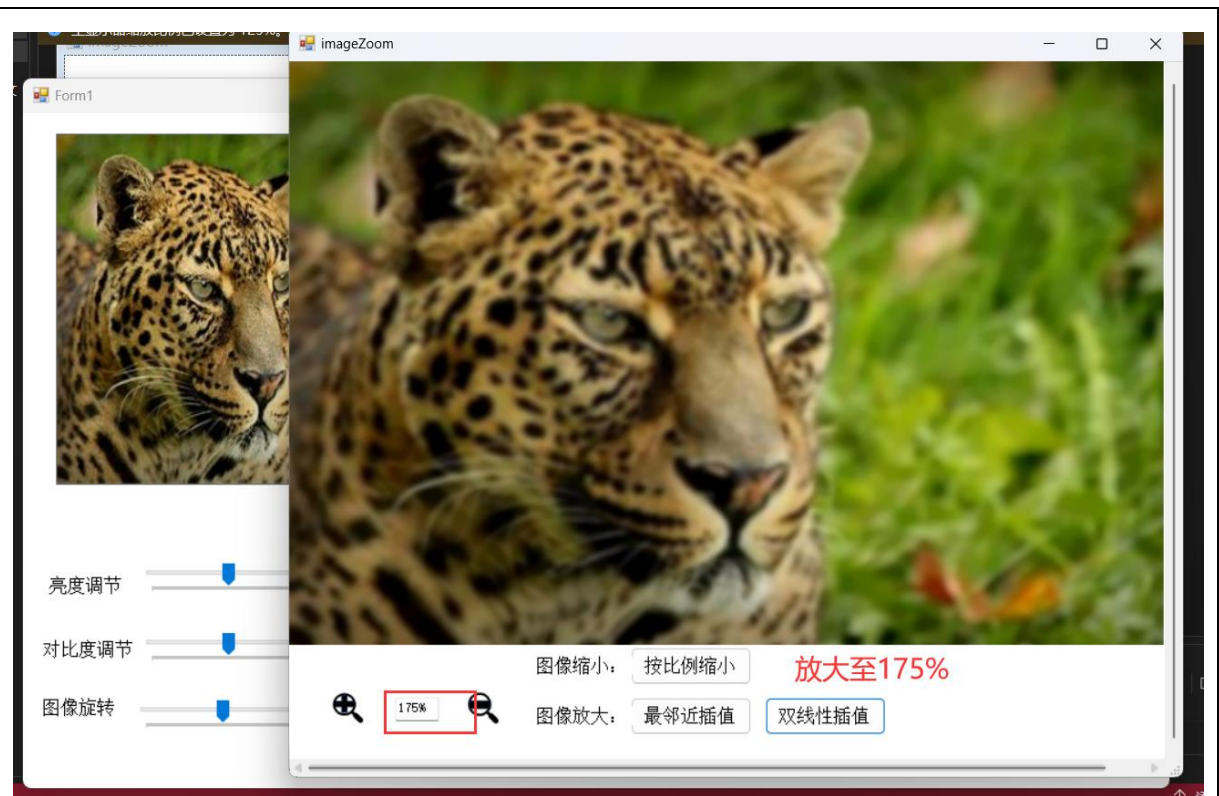 imageZoom
Form1
亮度调节
对比度调节
图像旋转
图像缩小：
按比例缩小
放大至175%
175%
图像放大：
最邻近插值
双线性插值